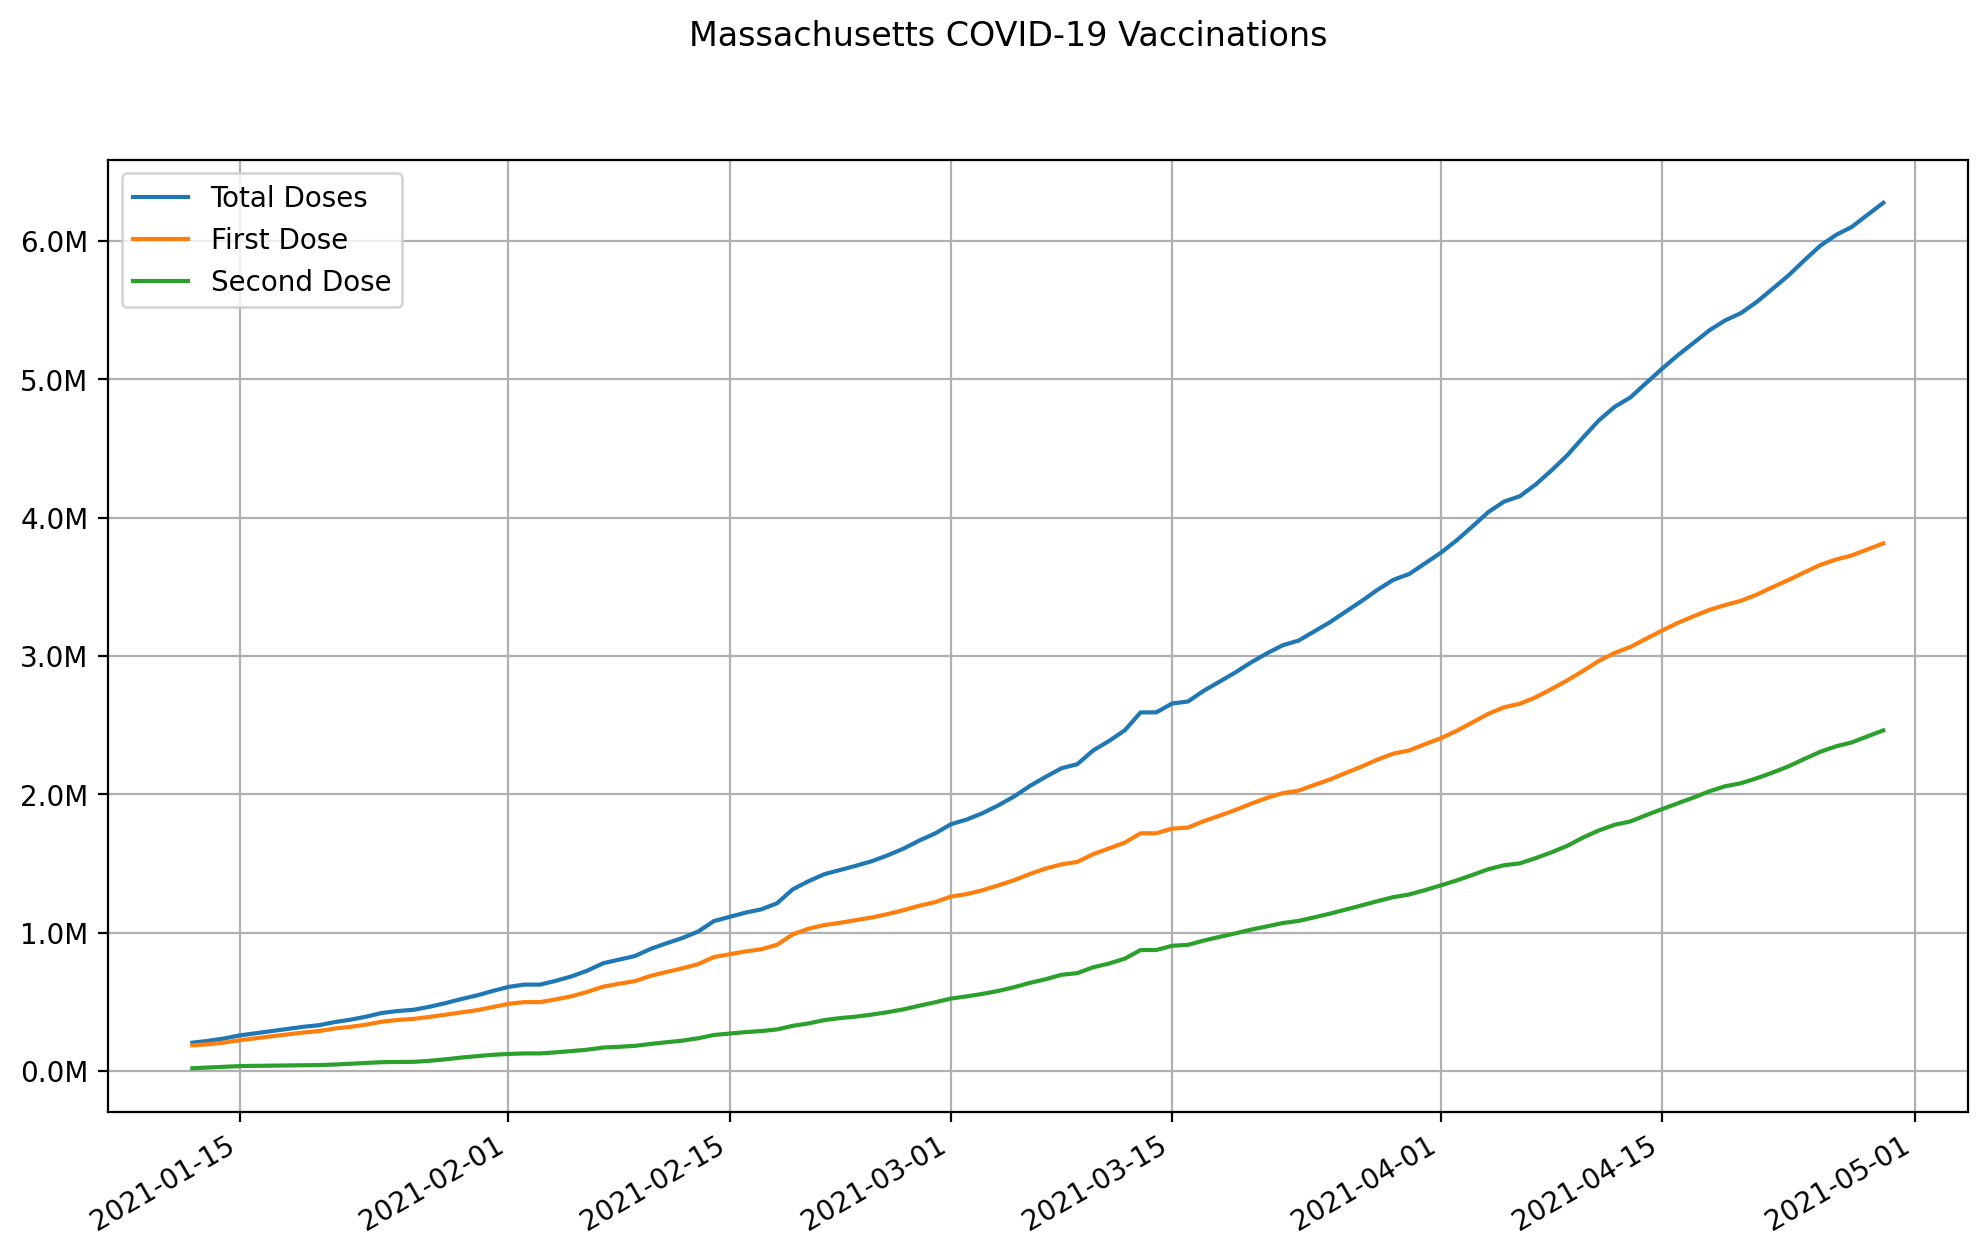 Massachusetts COVID-19 Vaccinations
Total Doses
First Dose
Second Dose
6.0M
5.0M
4.0M
3.0M
2.0M
1.0M
0.0M
2021-01-15
2021-02-01
2021-02-15
2021-03-01
2021-03-15
2021-04-01
2021-04-15
2021-05-01